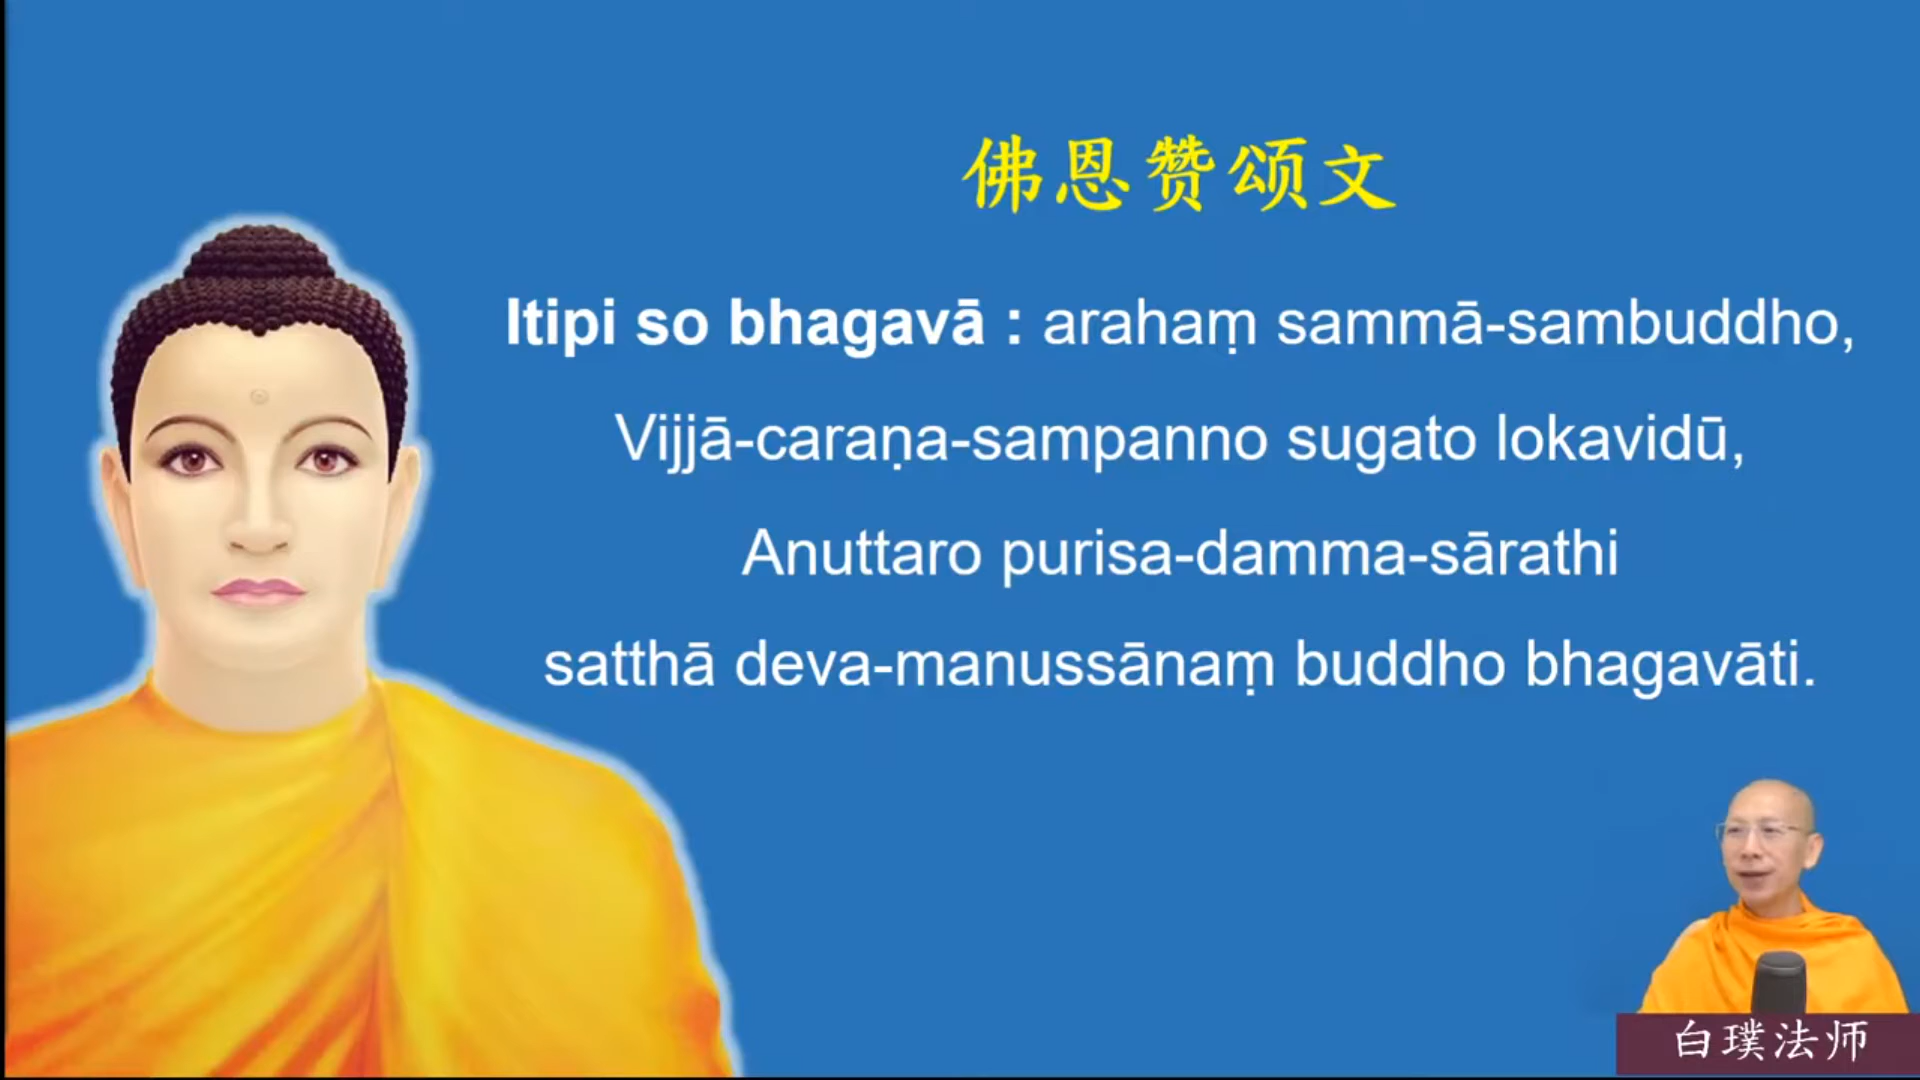 佛恩赞颂文
Itipi so bhagavā : arahaṃ sammā-sambuddho,
Vijjā-caraṇa-sampanno sugato lokavidū,
Anuttaro purisa-damma-sārathi
satthā deva-manussānaṃ buddho bhagavāti.
白璞法师